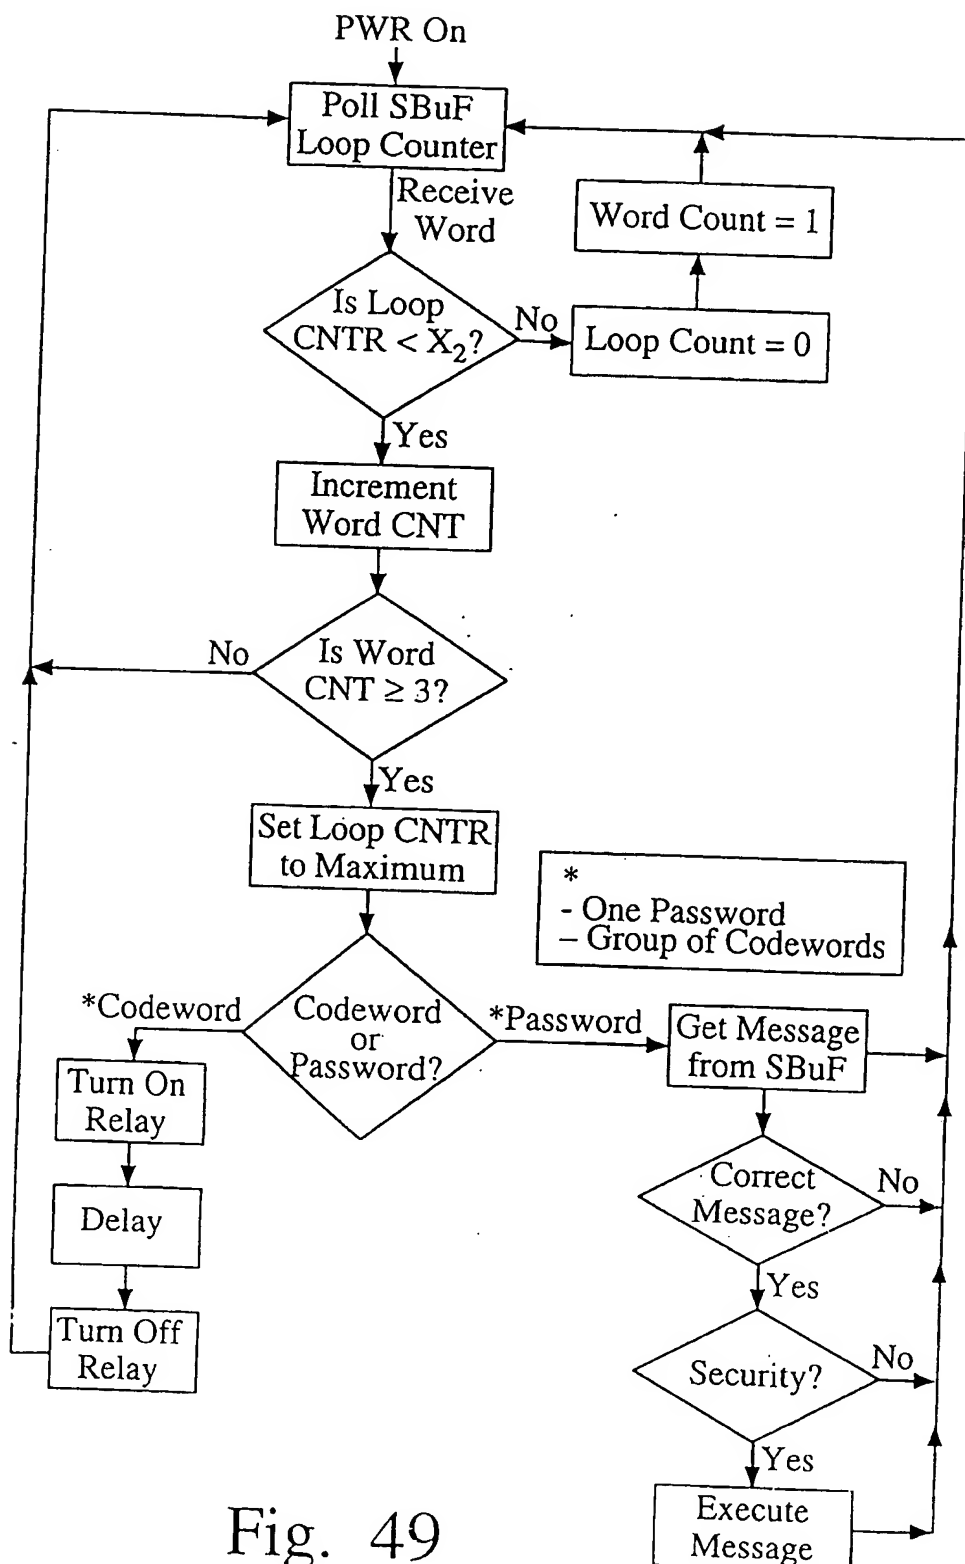 PWR On
Poll SBuF
Loop Counter
Receive
Word
Word Count = 1
Is Loop
CNTR < X₂?
No
Loop Count = 0
Yes
Increment
Word CNT
No
Is Word
CNT ≥ 3?
Yes
Set Loop CNTR
to Maximum
*
- One Password
– Group of Codewords
*Codeword
Codeword
or
Password?
*Password
Get Message
from SBuF
Turn On
Relay
Correct
Message?
No
Delay
Yes
Turn Off
Relay
Security?
No
Yes
Execute
Message
Fig. 49